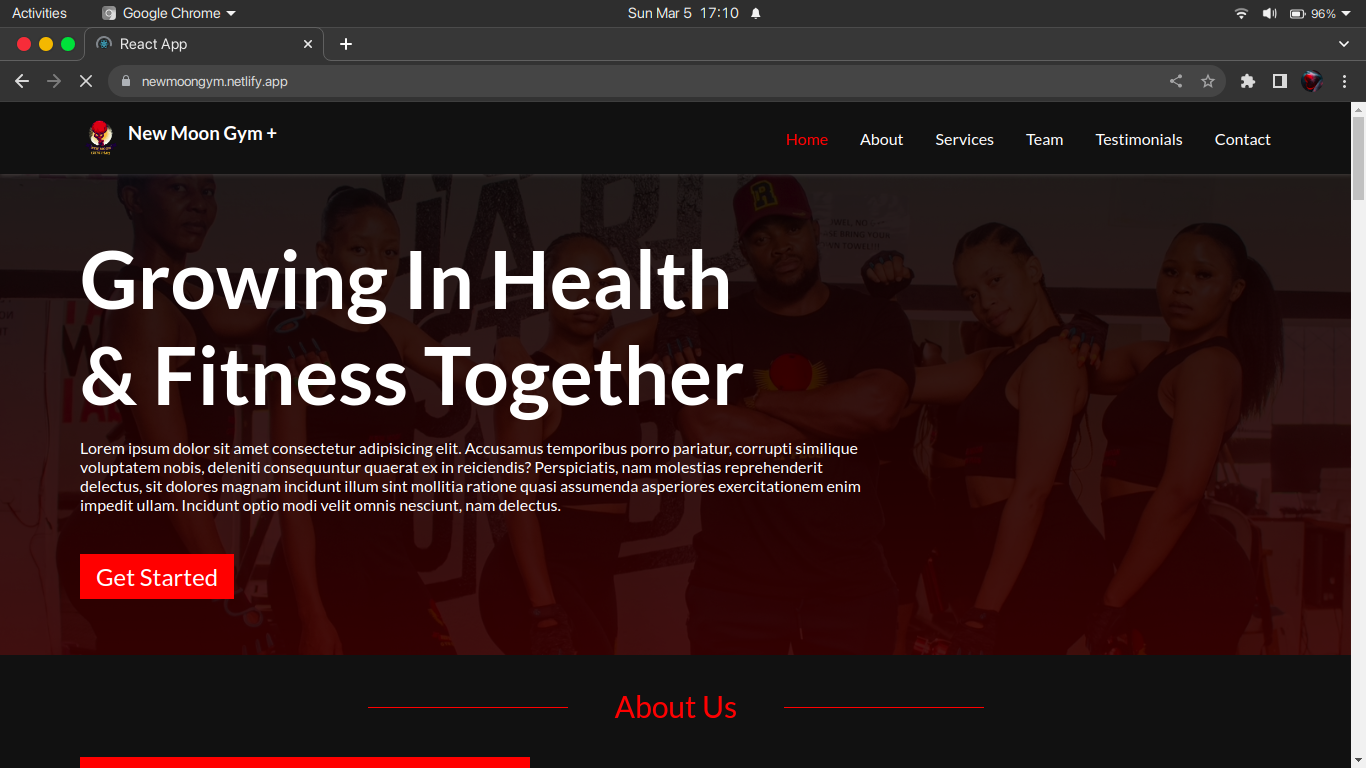 Activities
Google Chrome
Sun Mar 5 17:10
96%
React App
newmoongym.netlify.app
New Moon Gym +
Home
About
Services
Team
Testimonials
Contact
Growing In Health
& Fitness Together
Lorem ipsum dolor sit amet consectetur adipisicing elit. Accusamus temporibus porro pariatur, corrupti similique
voluptatem nobis, deleniti consequuntur quaerat ex in reiciendis? Perspiciatis, nam molestias reprehenderit
delectus, sit dolores magnam incidunt illum sint mollitia ratione quasi assumenda asperiores exercitationem enim
impedit ullam. Incidunt optio modi velit omnis nesciunt, nam delectus.
Get Started
About Us